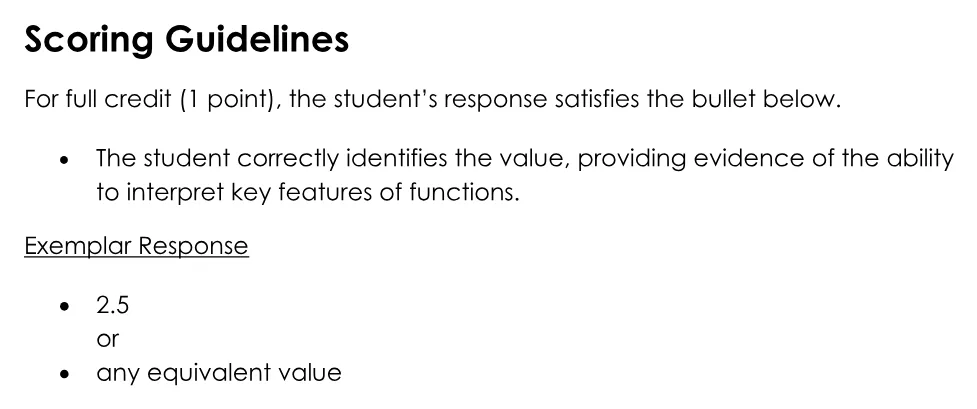 Scoring Guidelines
For full credit (1 point), the student’s response satisfies the bullet below.
• The student correctly identifies the value, providing evidence of the ability
to interpret key features of functions.
Exemplar Response
• 2.5
or
• any equivalent value